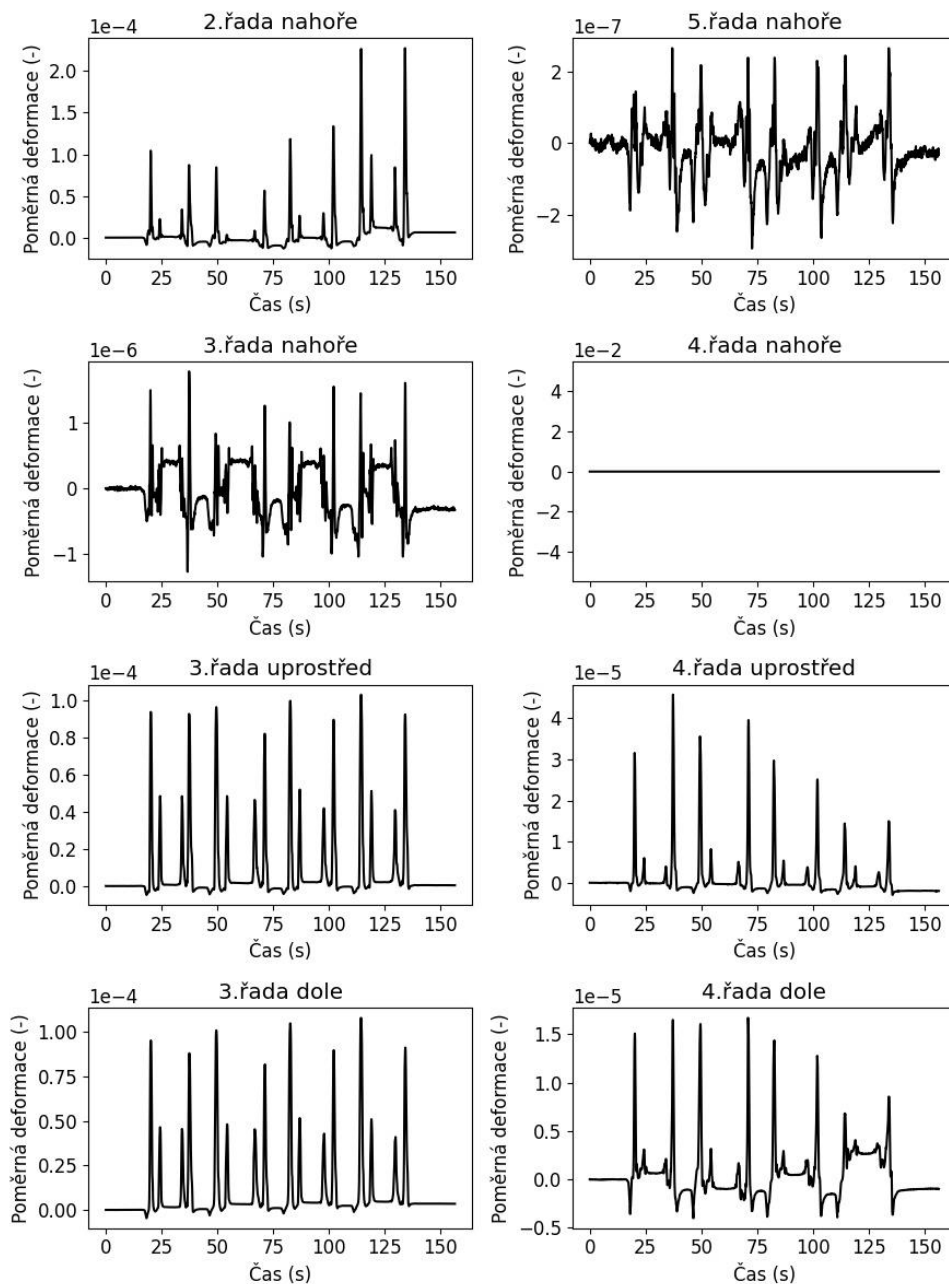 2.řada nahoře
1e−4
Poměrná deformace (-)
2.0
1.5
1.0
0.5
0.0
0 25 50 75 100 125 150
Čas (s)
5.řada nahoře
1e−7
Poměrná deformace (-)
2
0
−2
0 25 50 75 100 125 150
Čas (s)
3.řada nahoře
1e−6
Poměrná deformace (-)
1
0
−1
0 25 50 75 100 125 150
Čas (s)
4.řada nahoře
1e−2
Poměrná deformace (-)
4
2
0
−2
−4
0 25 50 75 100 125 150
Čas (s)
3.řada uprostřed
1e−4
Poměrná deformace (-)
1.0
0.8
0.6
0.4
0.2
0.0
0 25 50 75 100 125 150
Čas (s)
4.řada uprostřed
1e−5
Poměrná deformace (-)
4
3
2
1
0
0 25 50 75 100 125 150
Čas (s)
3.řada dole
1e−4
Poměrná deformace (-)
1.00
0.75
0.50
0.25
0.00
0 25 50 75 100 125 150
Čas (s)
4.řada dole
1e−5
Poměrná deformace (-)
1.5
1.0
0.5
0.0
−0.5
0 25 50 75 100 125 150
Čas (s)